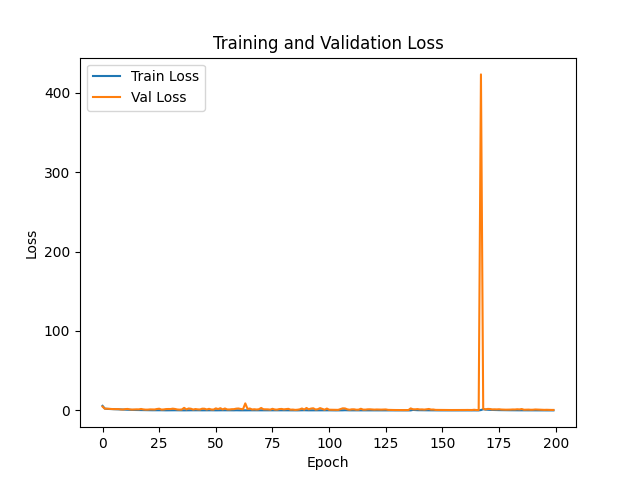 Training and Validation Loss
Train Loss
Val Loss
400
300
200
100
0
Loss
0 25 50 75 100 125 150 175 200
Epoch